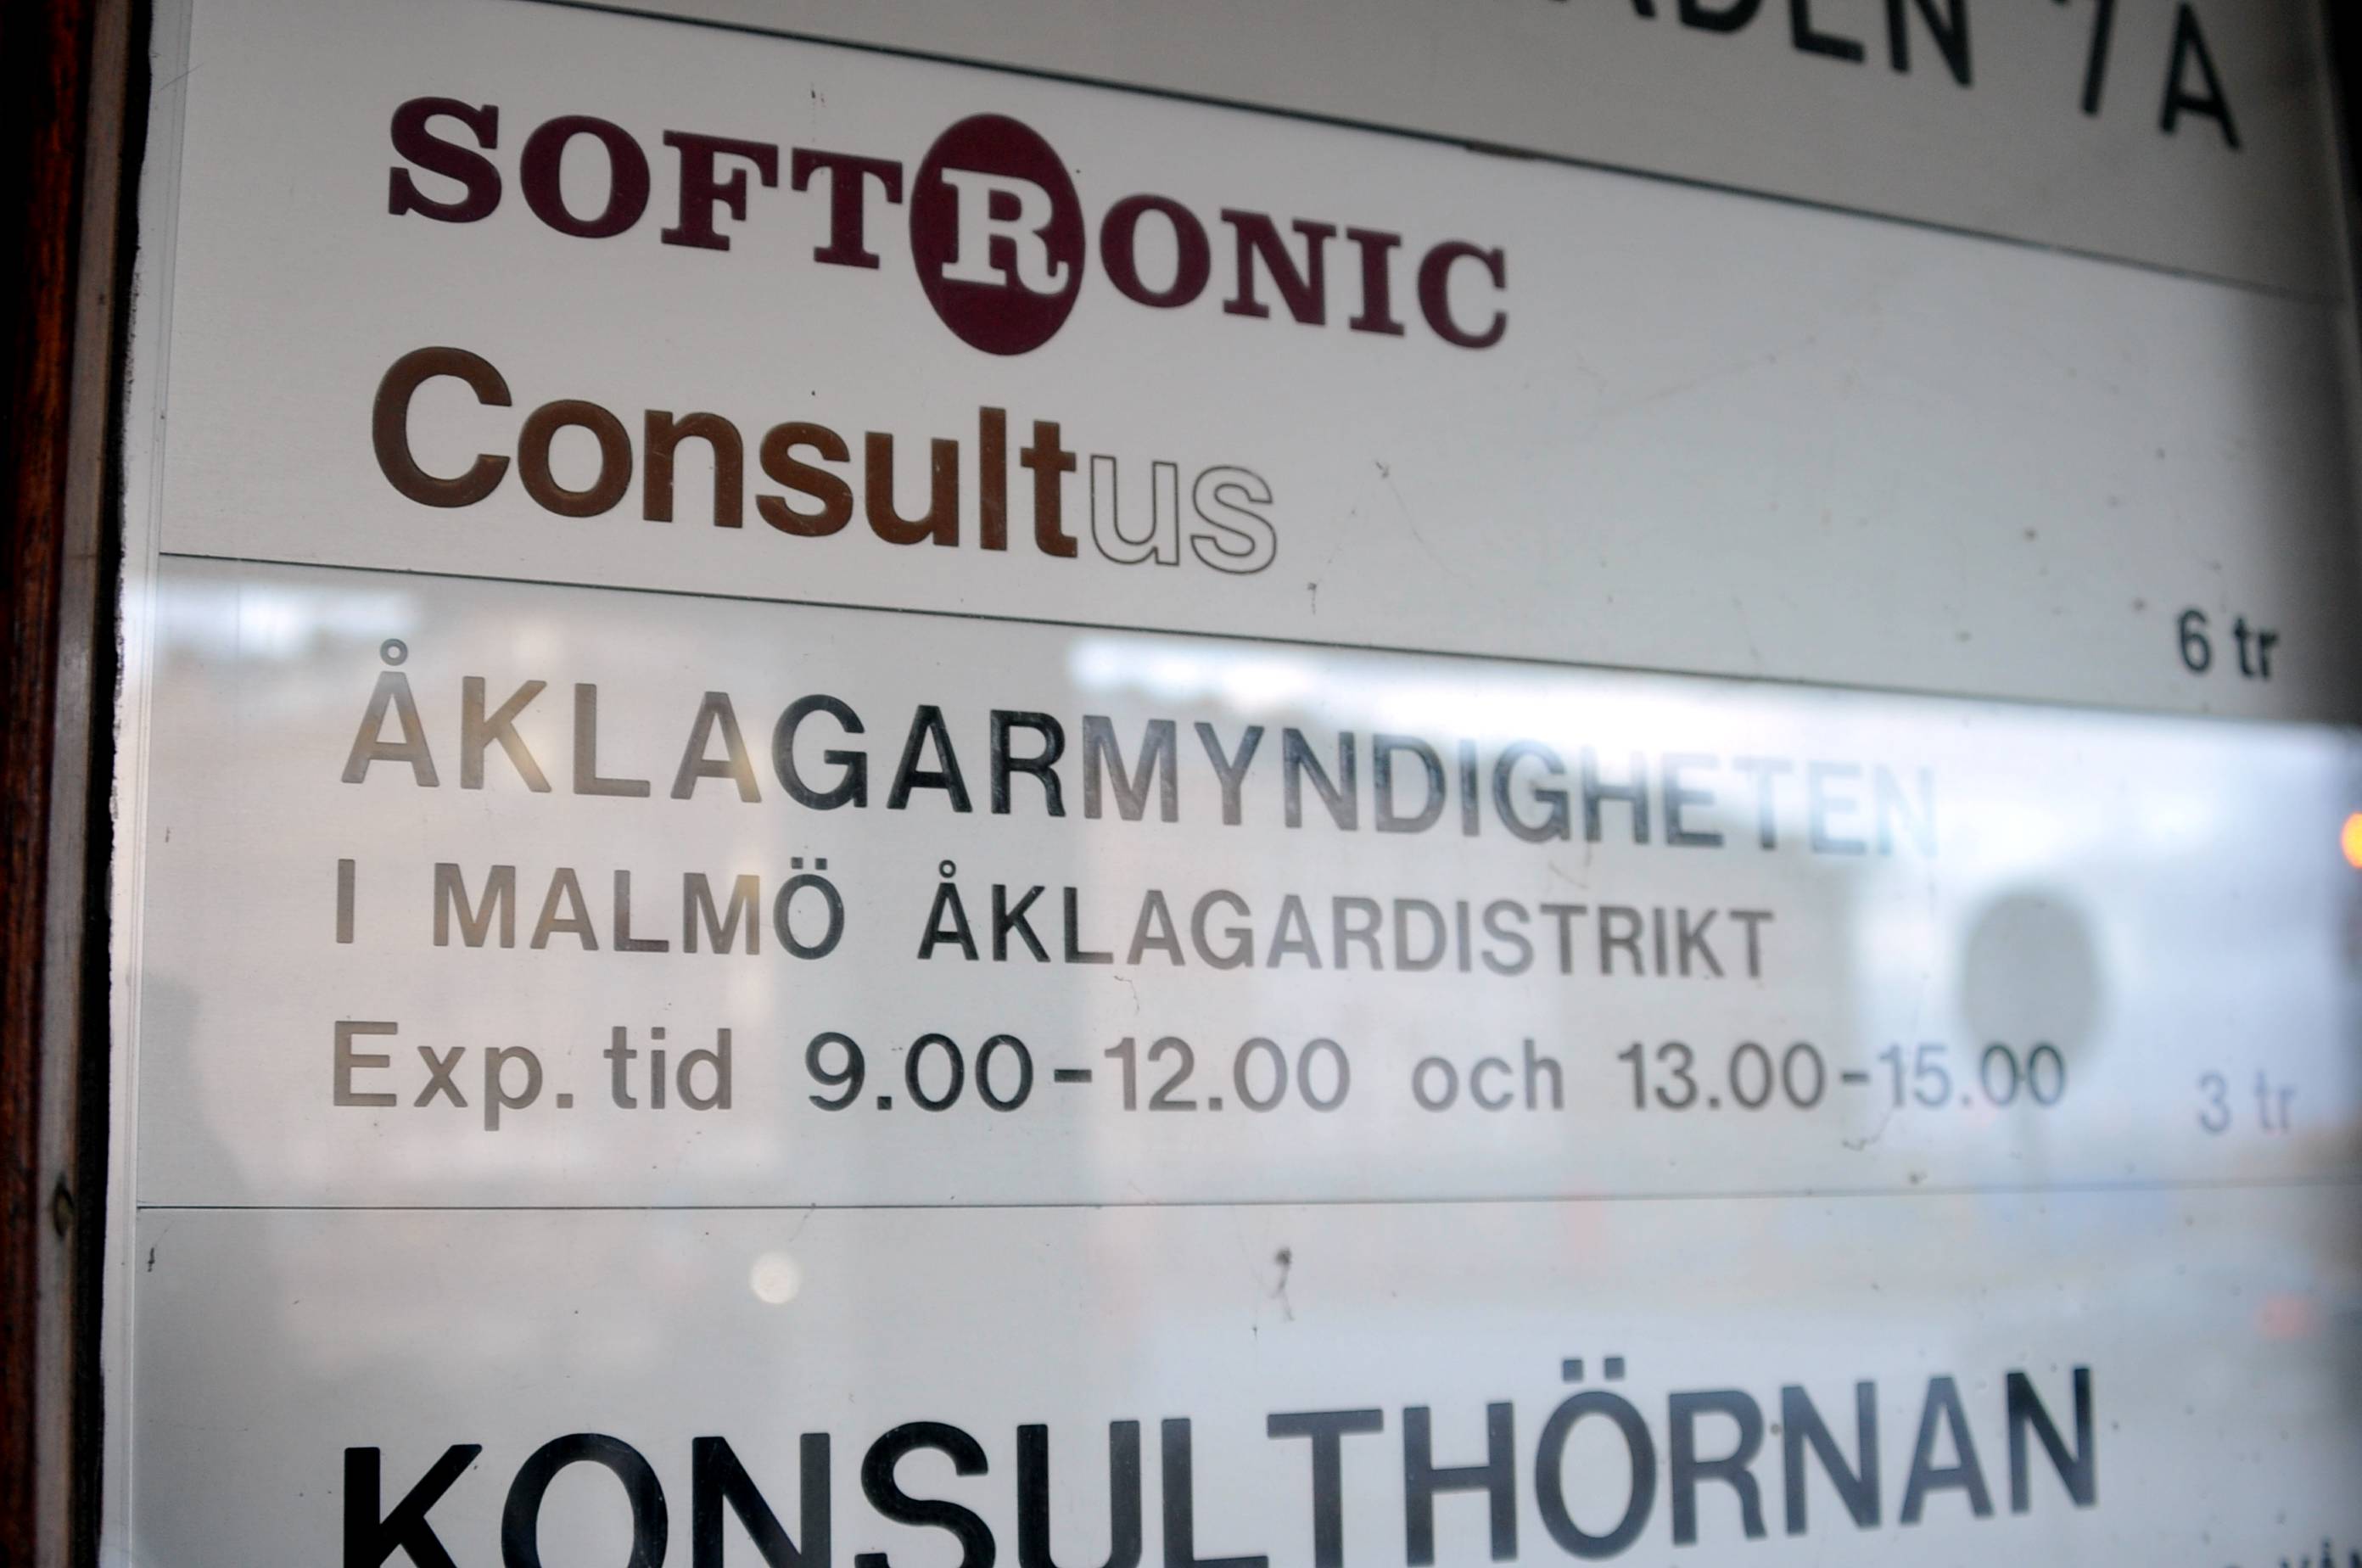 7A
SOFTRONIC
Consultus
6 tr
ÅKLAGARMYNDIGHETEN
I MALMÖ ÅKLAGARDISTRIKT
Exp. tid 9.00-12.00 och 13.00-15.00 3 tr
KONSULTHÖRNAN